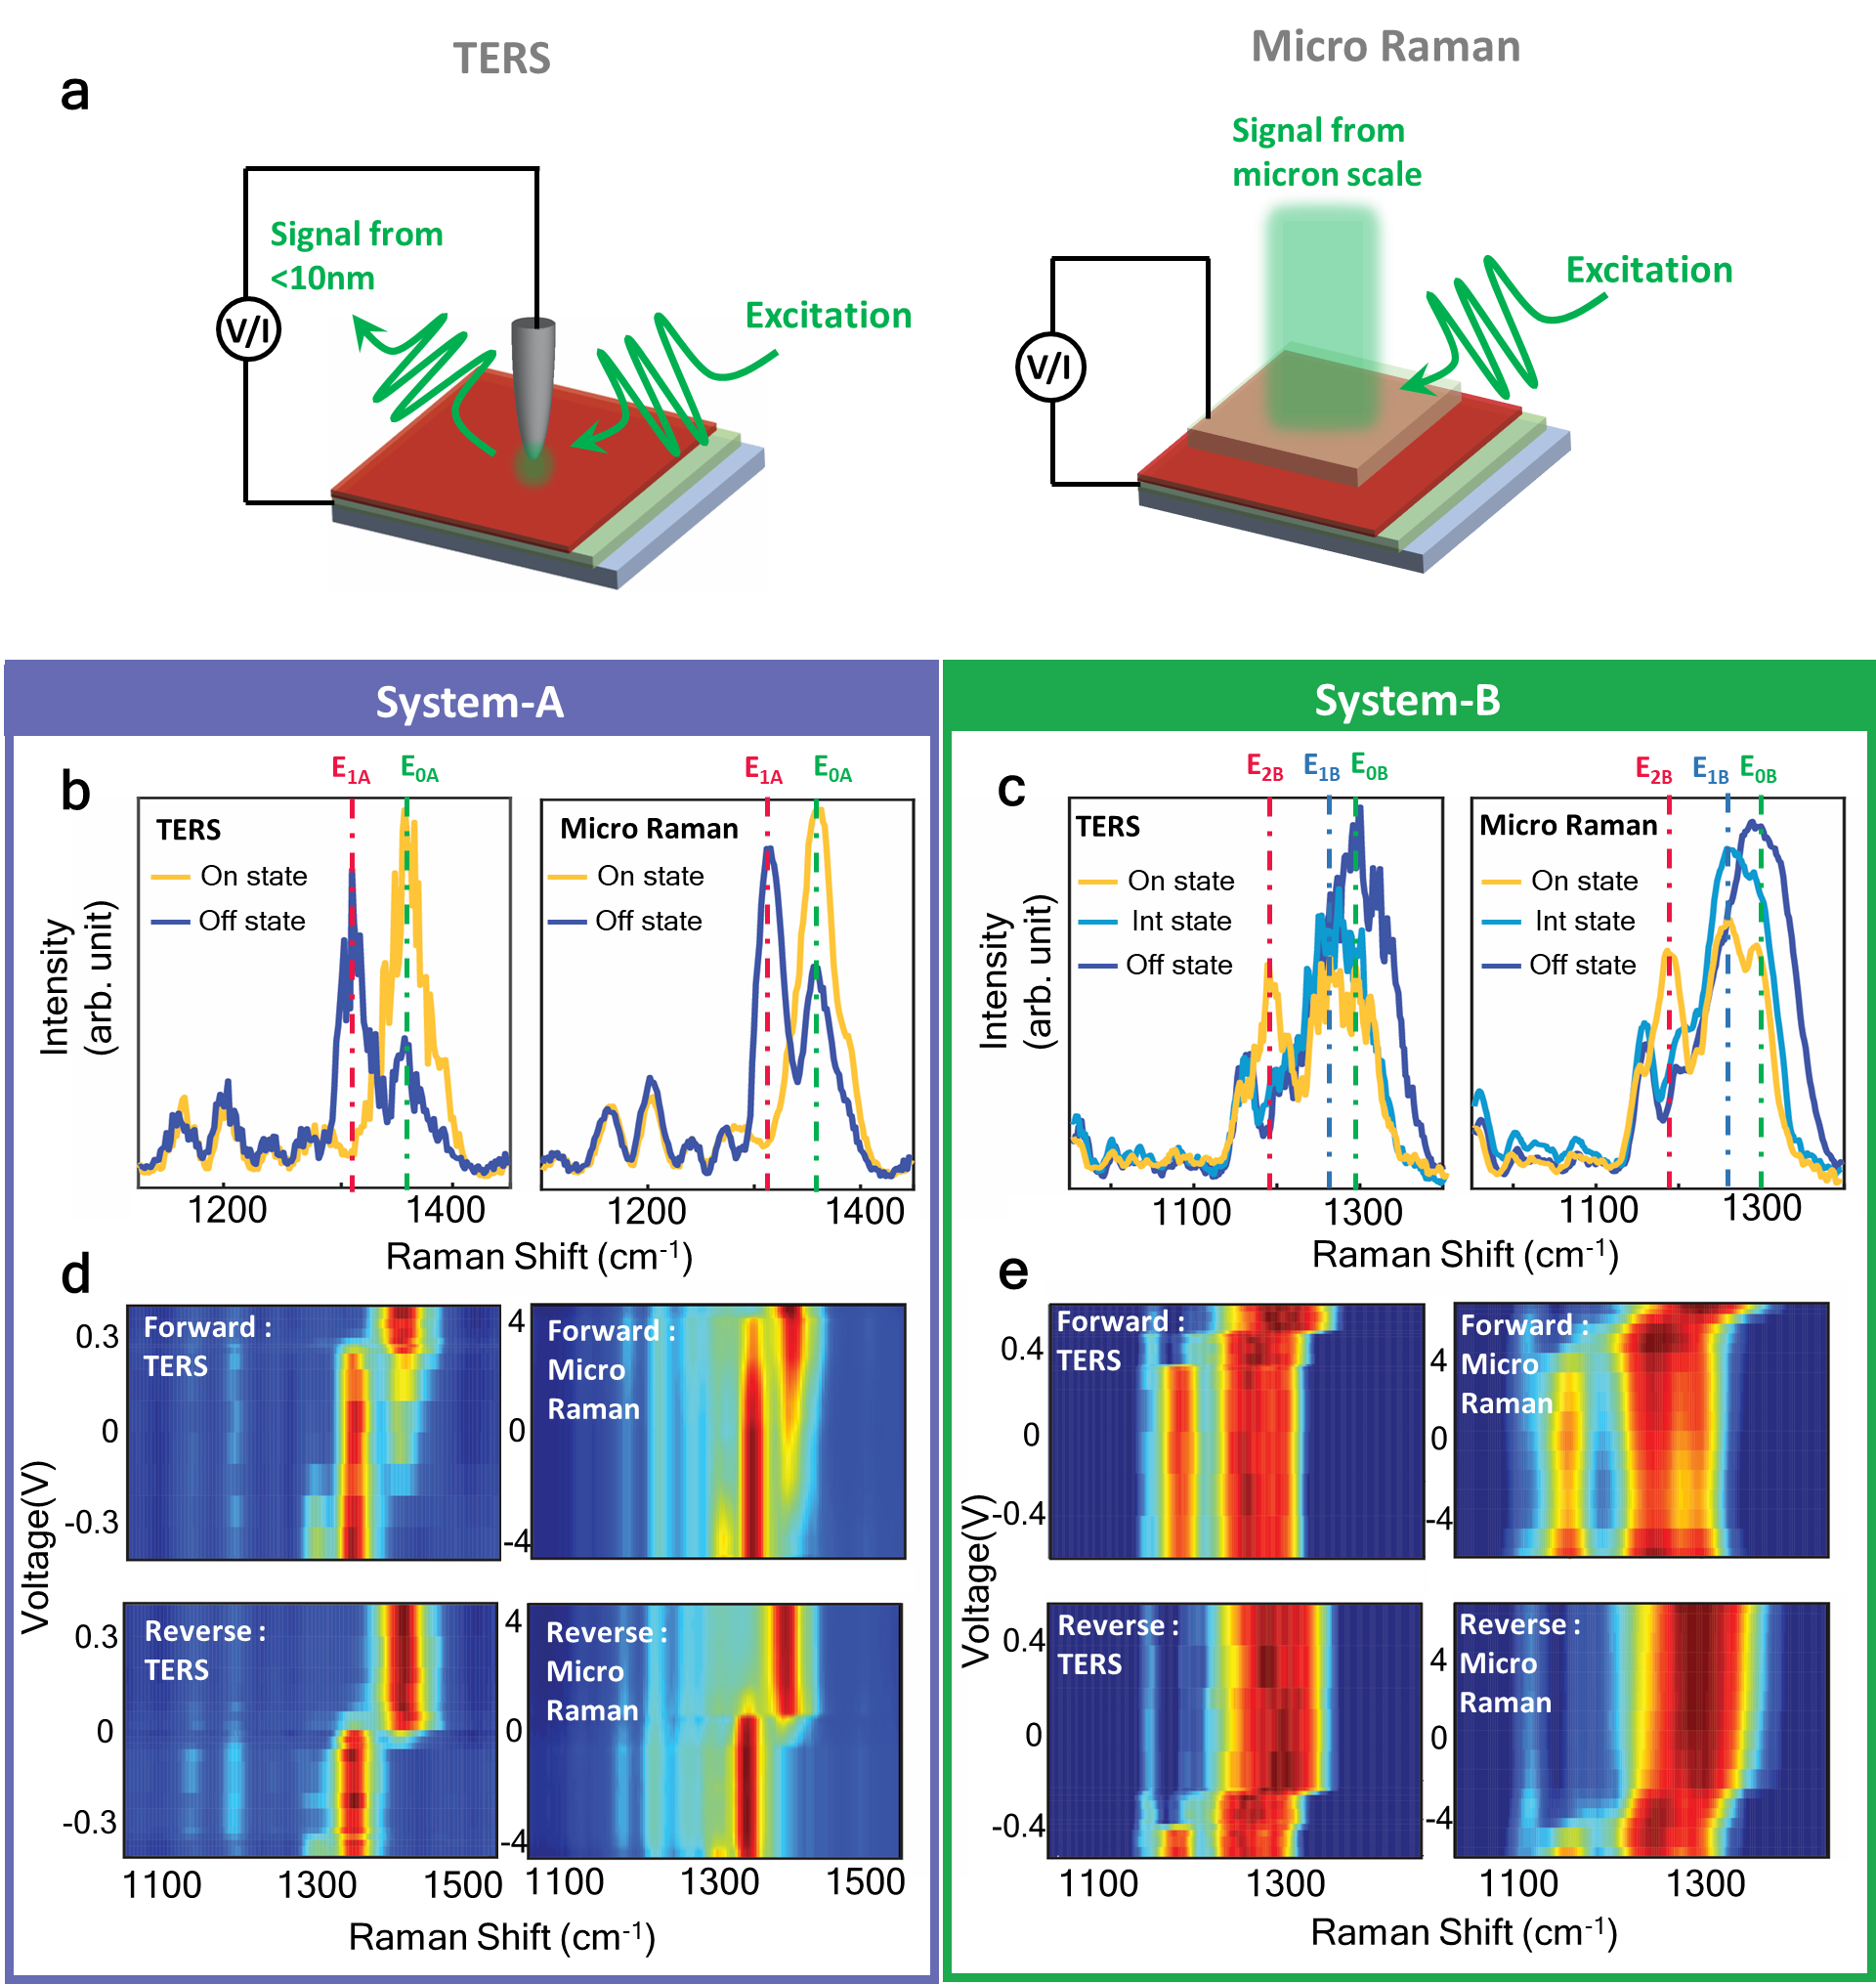 TERS
Micro Raman
a
Signal from
<10nm
Excitation
V/I
Signal from
micron scale
Excitation
V/I
System-A
System-B
b
E1A
E0A
TERS
On state
Off state
E1A
E0A
Micro Raman
On state
Off state
Intensity
(arb. unit)
1200
1400
1200
1400
Raman Shift (cm-1)
c
E2B
E1B
E0B
TERS
On state
Int state
Off state
E2B
E1B
E0B
Micro Raman
On state
Int state
Off state
Intensity
(arb. unit)
1100
1300
1100
1300
Raman Shift (cm-1)
d
Forward :
TERS
0.3
0
-0.3
Forward :
Micro
Raman
4
0
-4
Reverse :
TERS
0.3
0
-0.3
Reverse :
Micro
Raman
4
0
-4
Voltage(V)
1100
1300
1500
1100
1300
1500
Raman Shift (cm-1)
e
Forward :
TERS
0.4
0
-0.4
Forward :
Micro
Raman
4
0
-4
Reverse :
TERS
0.4
0
-0.4
Reverse :
Micro
Raman
4
0
-4
Voltage(V)
1100
1300
1100
1300
Raman Shift (cm-1)